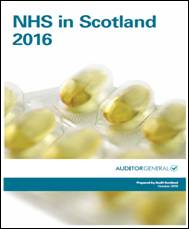 NHS in Scotland
2016
AUDITOR GENERAL
Prepared by Audit Scotland
October 2016